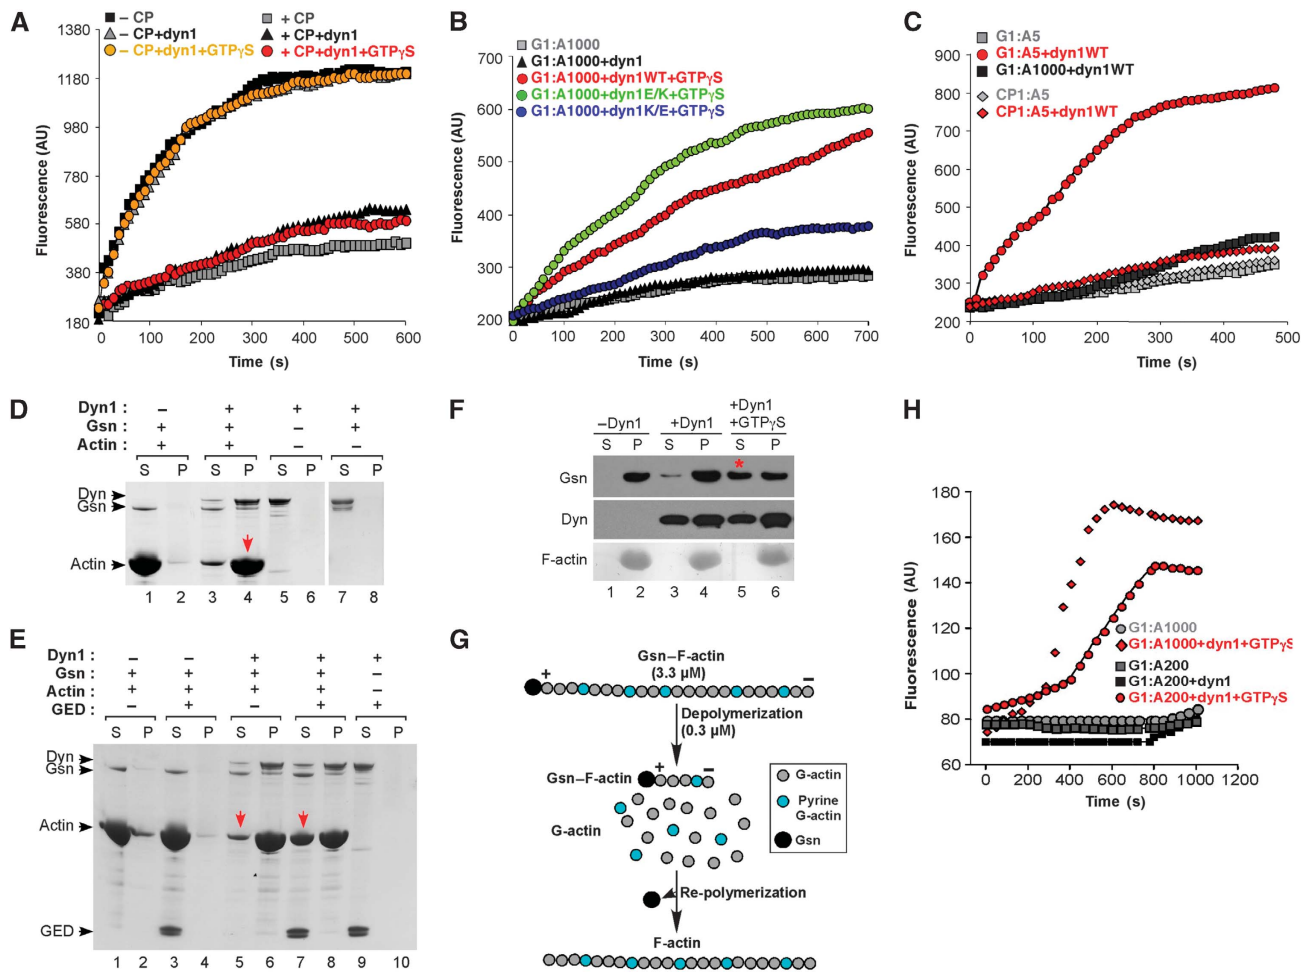 A
– CP
+ CP
– CP+dyn1
+ CP+dyn1
– CP+dyn1+GTPγS
+ CP+dyn1+GTPγS
Fluorescence (AU)
1380
1180
980
780
580
380
180
0 100 200 300 400 500 600
Time (s)
B
G1:A1000
G1:A1000+dyn1
G1:A1000+dyn1WT+GTPγS
G1:A1000+dyn1E/K+GTPγS
G1:A1000+dyn1K/E+GTPγS
Fluorescence (AU)
700
600
500
400
300
200
0 100 200 300 400 500 600 700
Time (s)
C
G1:A5
G1:A5+dyn1WT
G1:A1000+dyn1WT
CP1:A5
CP1:A5+dyn1WT
Fluorescence (AU)
900
800
700
600
500
400
300
200
0 100 200 300 400 500
Time (s)
D
Dyn1 : – + + +
Gsn : + + – +
Actin : + + – –
S P S P S P S P
Dyn
Gsn
Actin
1 2 3 4 5 6 7 8
E
Dyn1 : – – + + +
Gsn : + + + + –
Actin : + + + + –
GED : – + – + +
S P S P S P S P S P
Dyn
Gsn
Actin
GED
1 2 3 4 5 6 7 8 9 10
F
–Dyn1 +Dyn1 +Dyn1
+GTPγS
S P S P S P
*
Gsn
Dyn
F-actin
1 2 3 4 5 6
G
Gsn–F-actin
(3.3 µM)
+ –
Depolymerization
(0.3 µM)
Gsn–F-actin
+ –
G-actin
G-actin
Pyrine
G-actin
Gsn
Re-polymerization
F-actin
H
Fluorescence (AU)
180
160
140
120
100
80
60
G1:A1000
G1:A1000+dyn1+GTPγS
G1:A200
G1:A200+dyn1
G1:A200+dyn1+GTPγS
0 200 400 600 800 1000 1200
Time (s)